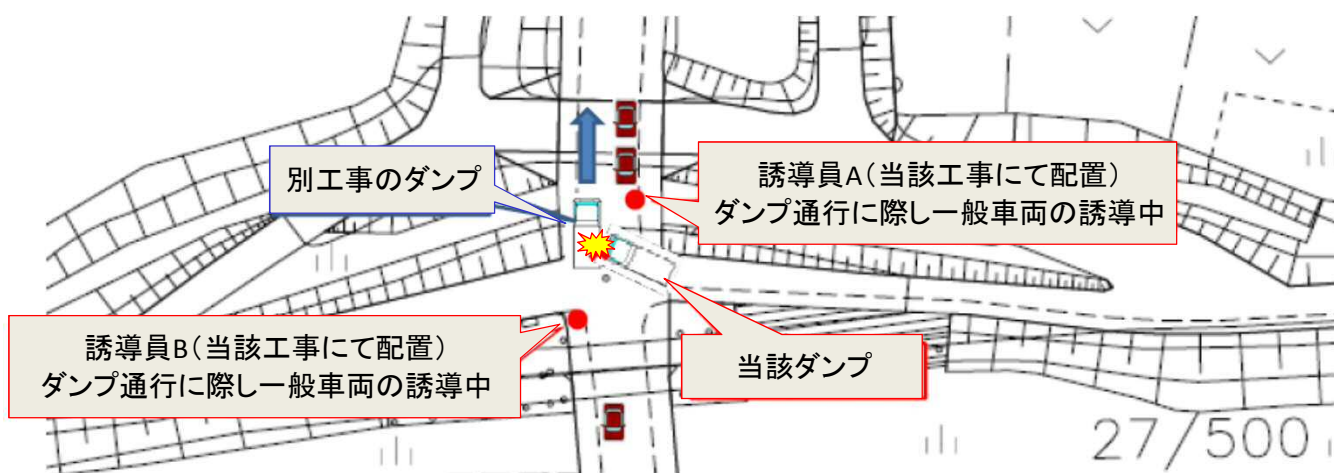 別工事のダンプ
誘導員A(当該工事にて配置)
ダンプ通行に際し一般車両の誘導中
誘導員B(当該工事にて配置)
ダンプ通行に際し一般車両の誘導中
当該ダンプ
27/500